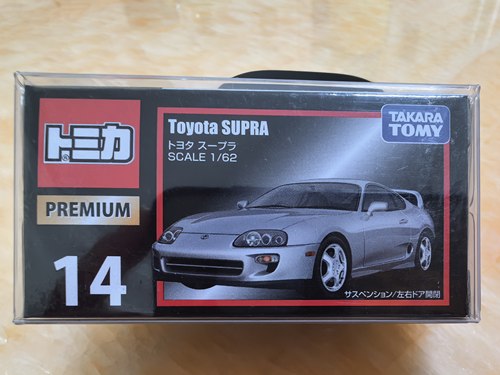 トミカ
PREMIUM
14
Toyota SUPRA
トヨタ スープラ
SCALE 1/62
TAKARA
TOMY
サスペンション/左右ドア開閉